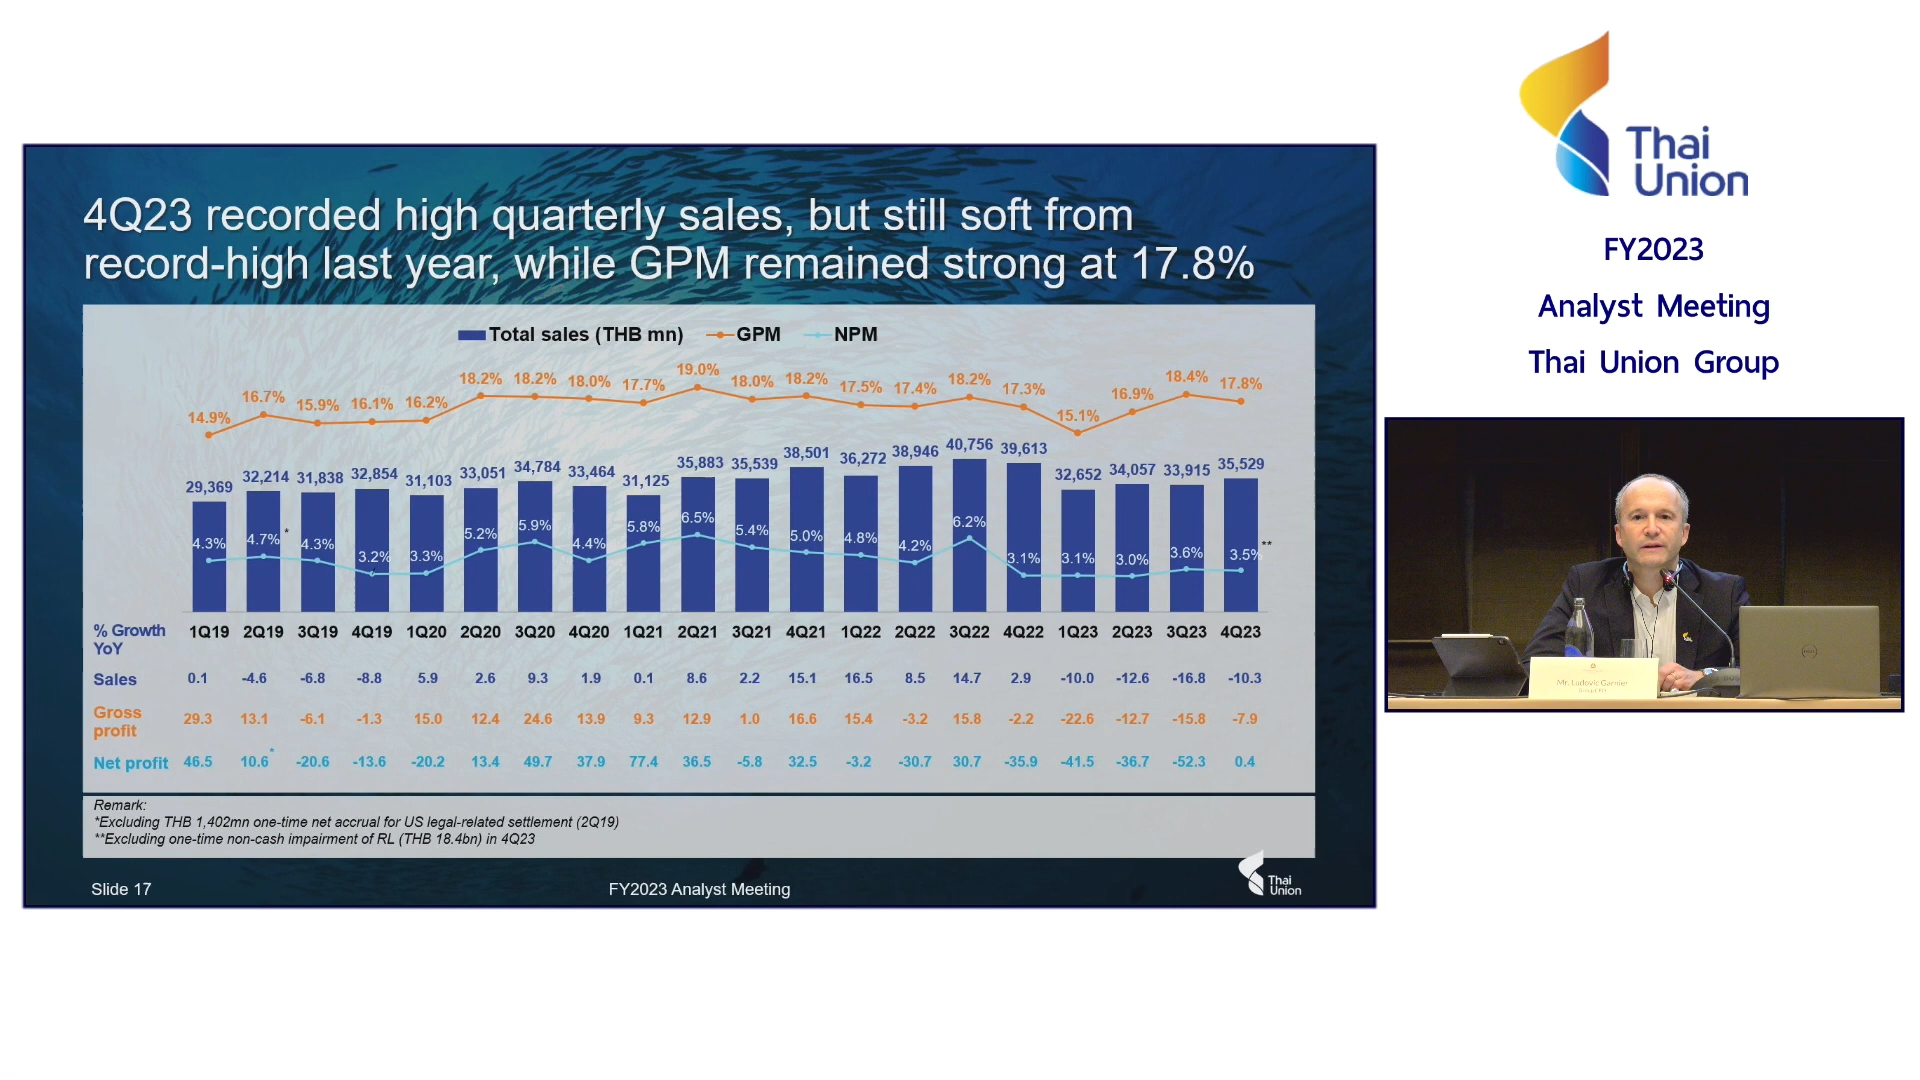 4Q23 recorded high quarterly sales, but still soft from
record-high last year, while GPM remained strong at 17.8%
Total sales (THB mn) GPM NPM
14.9% 16.7% 15.9% 16.1% 16.2% 18.2% 18.2% 18.0% 17.7% 19.0% 18.0% 18.2% 17.5% 17.4% 18.2% 17.3% 15.1% 16.9% 18.4% 17.8%
29,369 32,214 31,838 32,854 31,103 33,051 34,784 33,464 31,125 35,883 35,539 38,501 36,272 38,946 40,756 39,613 32,652 34,057 33,915 35,529
4.3% 4.7% * 4.3% 3.2% 3.3% 5.2% 5.9% 4.4% 5.8% 6.5% 5.4% 5.0% 4.8% 4.2% 6.2% 3.1% 3.1% 3.0% 3.6% 3.5% **
% Growth
YoY
1Q19 2Q19 3Q19 4Q19 1Q20 2Q20 3Q20 4Q20 1Q21 2Q21 3Q21 4Q21 1Q22 2Q22 3Q22 4Q22 1Q23 2Q23 3Q23 4Q23
Sales 0.1 -4.6 -6.8 -8.8 5.9 2.6 9.3 1.9 0.1 8.6 2.2 15.1 16.5 8.5 14.7 2.9 -10.0 -12.6 -16.8 -10.3
Gross
profit
29.3 13.1 -6.1 -1.3 15.0 12.4 24.6 13.9 9.3 12.9 1.0 16.6 15.4 -3.2 15.8 -2.2 -22.6 -12.7 -15.8 -7.9
Net profit 46.5 10.6* -20.6 -13.6 -20.2 13.4 49.7 37.9 77.4 36.5 -5.8 32.5 -3.2 -30.7 30.7 -35.9 -41.5 -36.7 -52.3 0.4
Remark:
*Excluding THB 1,402mn one-time net accrual for US legal-related settlement (2Q19)
**Excluding one-time non-cash impairment of RL (THB 18.4bn) in 4Q23
Slide 17
FY2023 Analyst Meeting
Thai
Union
Thai
Union
FY2023
Analyst Meeting
Thai Union Group
Mr. Ludovic Garnier